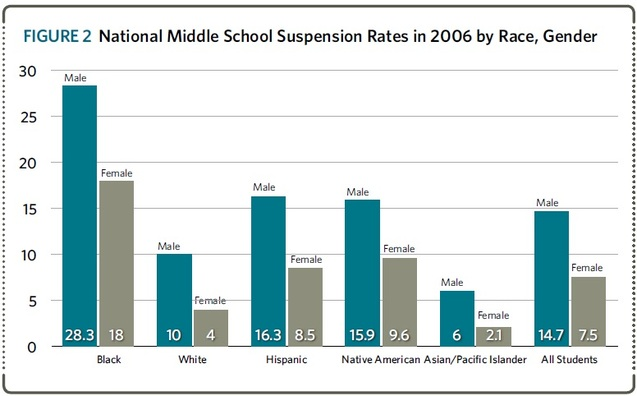 FIGURE 2 National Middle School Suspension Rates in 2006 by Race, Gender
30
25
20
15
10
5
0
Male
Female
Male
Female
Male
Female
Male
Female
Male
Female
Male
Female
28.3 18 10 4 16.3 8.5 15.9 9.6 6 2.1 14.7 7.5
Black White Hispanic Native American Asian/Pacific Islander All Students